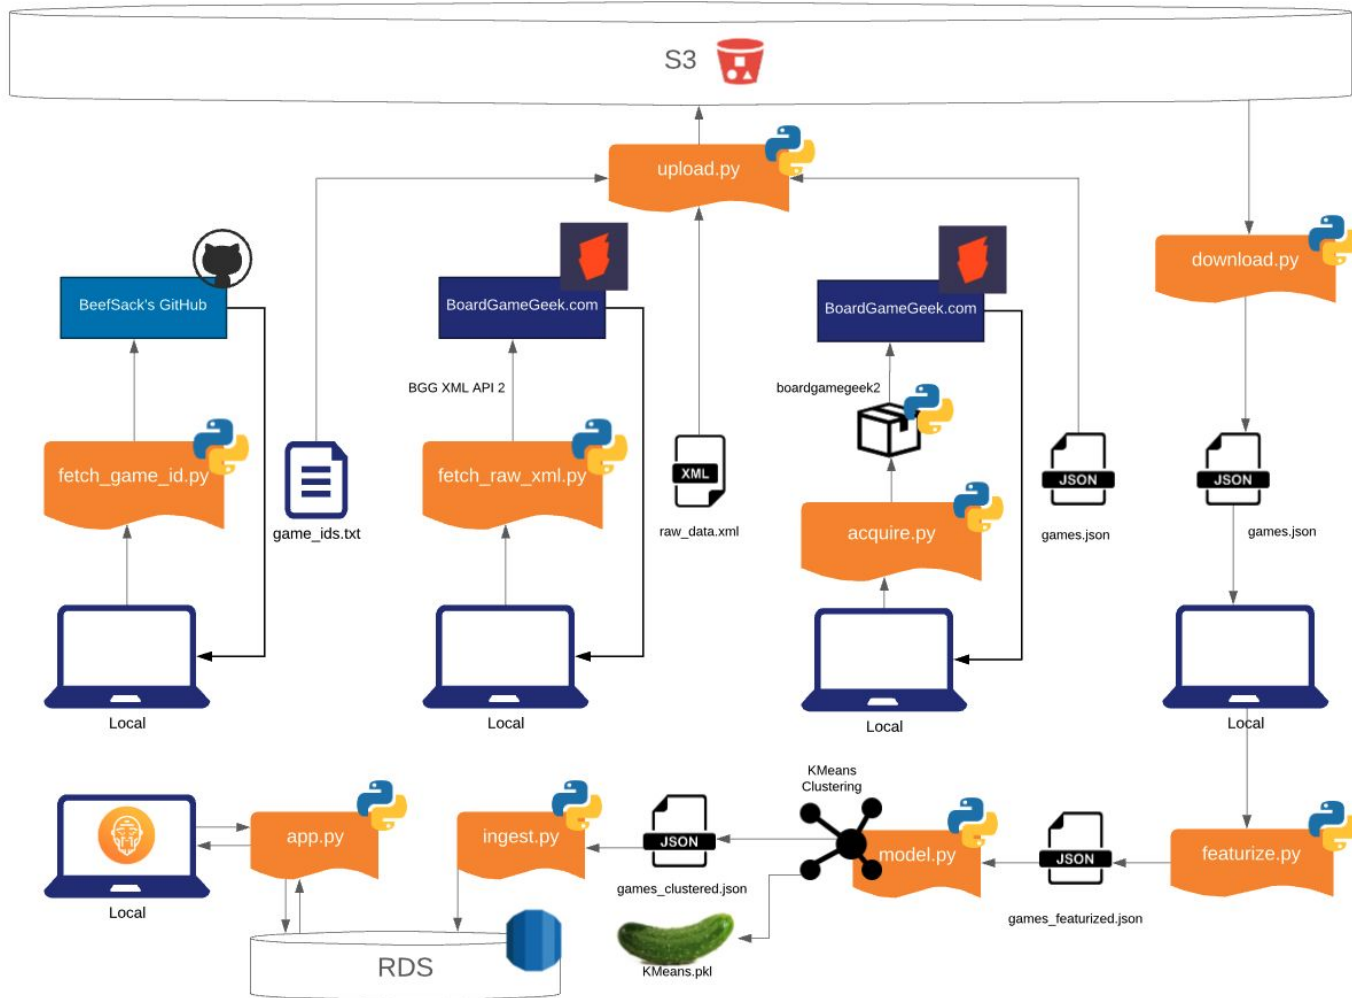 S3
upload.py
download.py
BeefSack's GitHub
BoardGameGeek.com
BoardGameGeek.com
BGG XML API 2
boardgamegeek2
fetch_game_id.py
game_ids.txt
fetch_raw_xml.py
XML
raw_data.xml
acquire.py
JSON
games.json
JSON
games.json
Local
Local
Local
Local
KMeans
Clustering
app.py
ingest.py
JSON
games_clustered.json
model.py
JSON
games_featurized.json
featurize.py
Local
RDS
KMeans.pkl